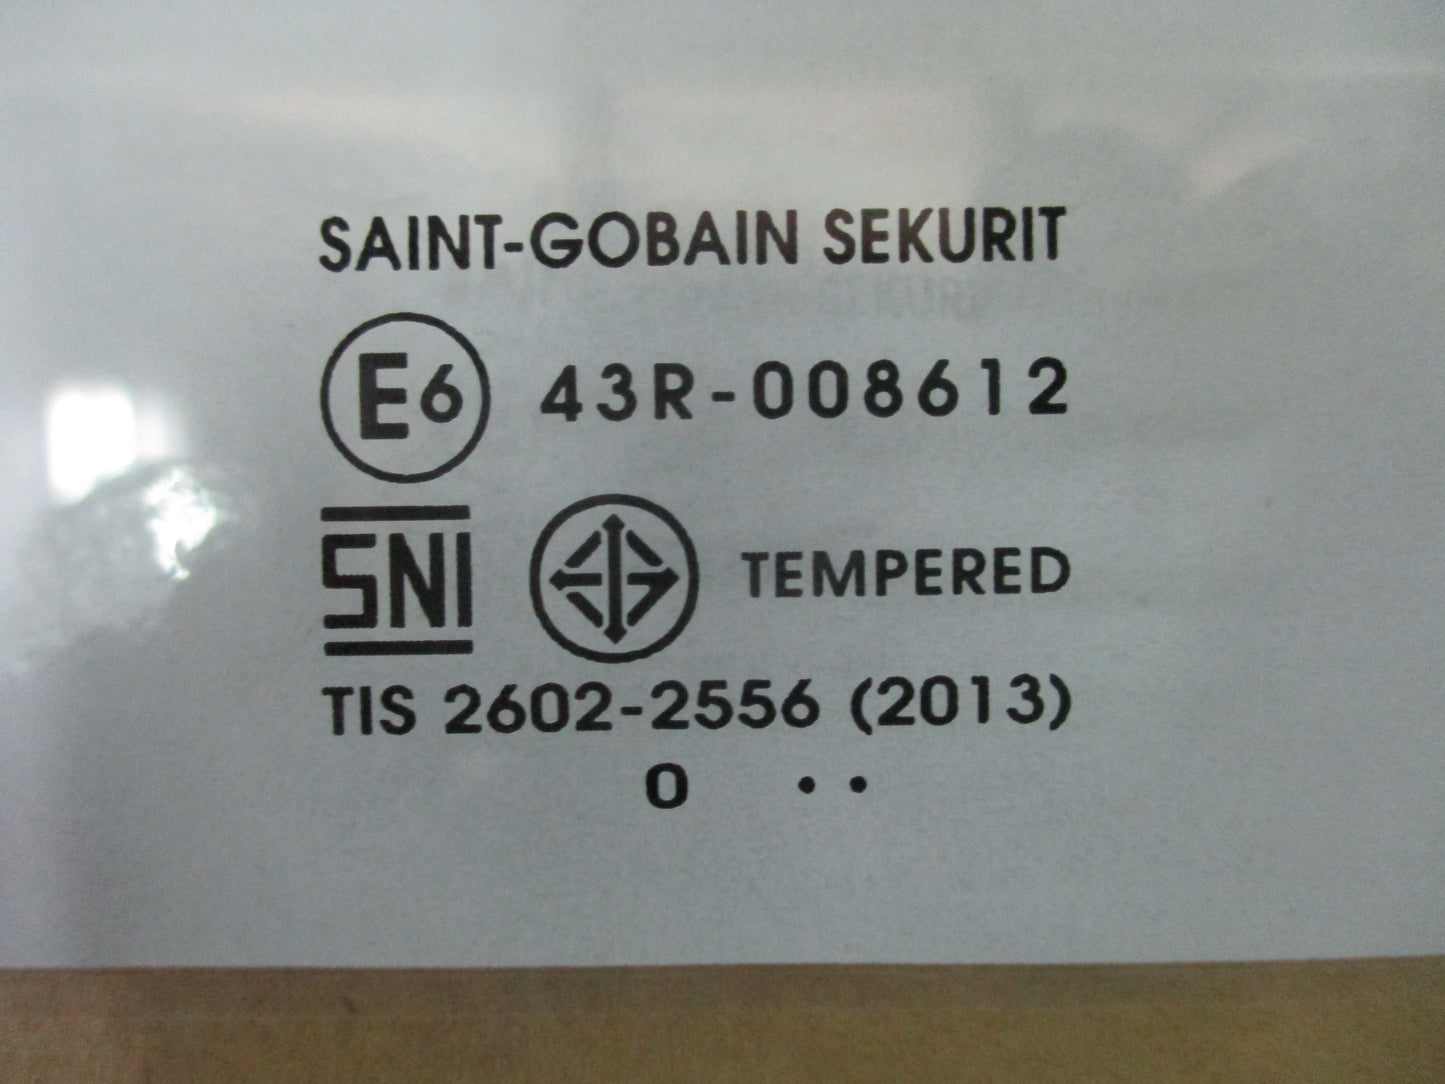 SAINT-GOBAIN SEKURIT
E6 43R-008612
SNI TEMPERED
TIS 2602-2556 (2013)
0 • •